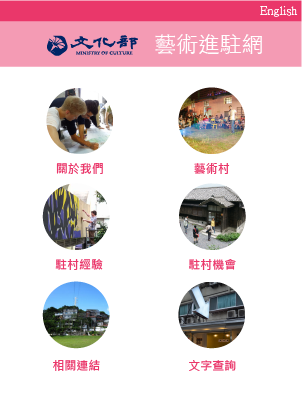 English
文化部 藝術進駐網
MINISTRY OF CULTURE
關於我們 藝術村
駐村經驗 駐村機會
相關連結 文字查詢